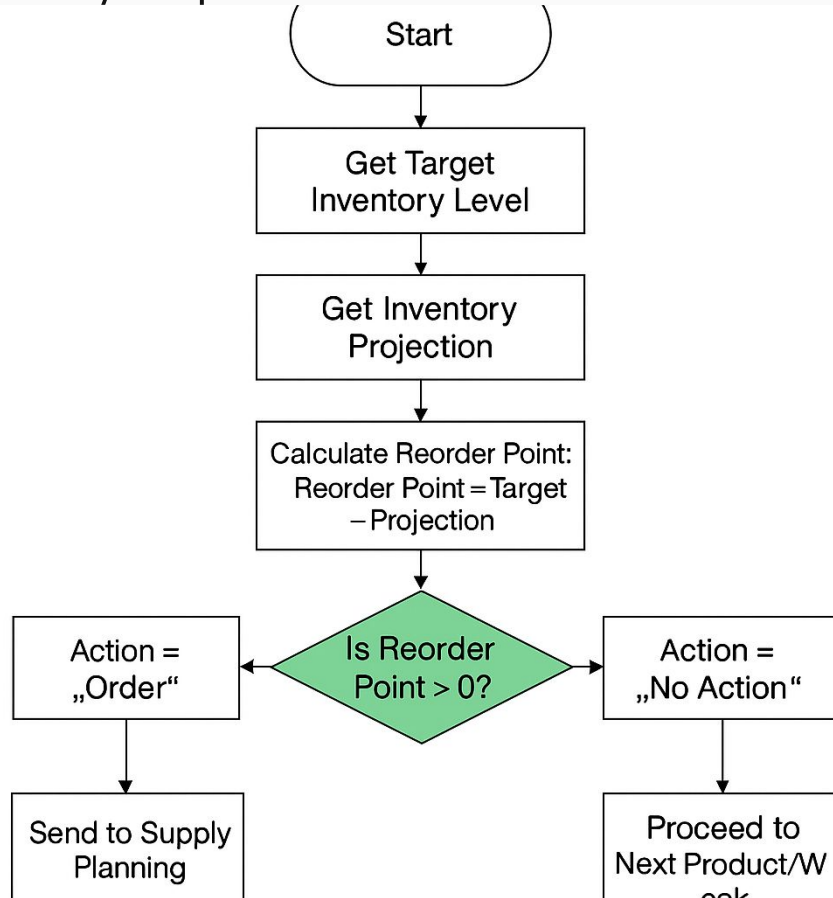 Start
Get Target
Inventory Level
Get Inventory
Projection
Calculate Reorder Point:
Reorder Point = Target
– Projection
Is Reorder
Point > 0?
Action =
„Order“
Action =
„No Action“
Send to Supply
Planning
Proceed to
Next Product/W